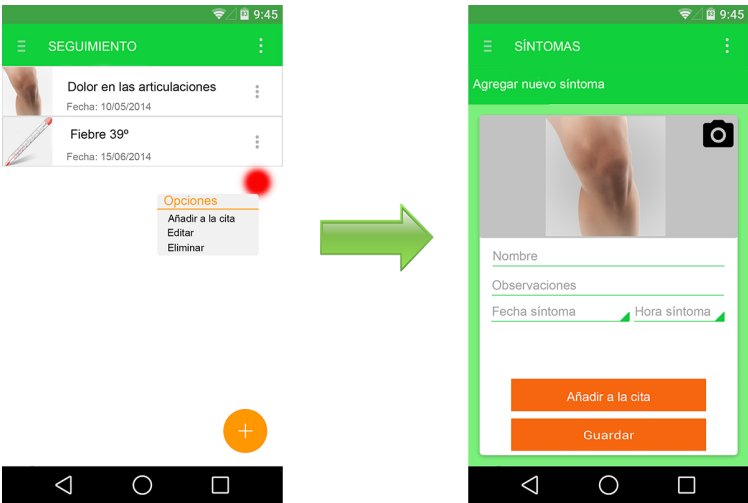 9:45
SEGUIMIENTO
Dolor en las articulaciones
Fecha: 10/05/2014
Fiebre 39º
Fecha: 15/06/2014
Opciones
Añadir a la cita
Editar
Eliminar
9:45
SÍNTOMAS
Agregar nuevo síntoma
Nombre
Observaciones
Fecha síntoma Hora síntoma
Añadir a la cita
Guardar